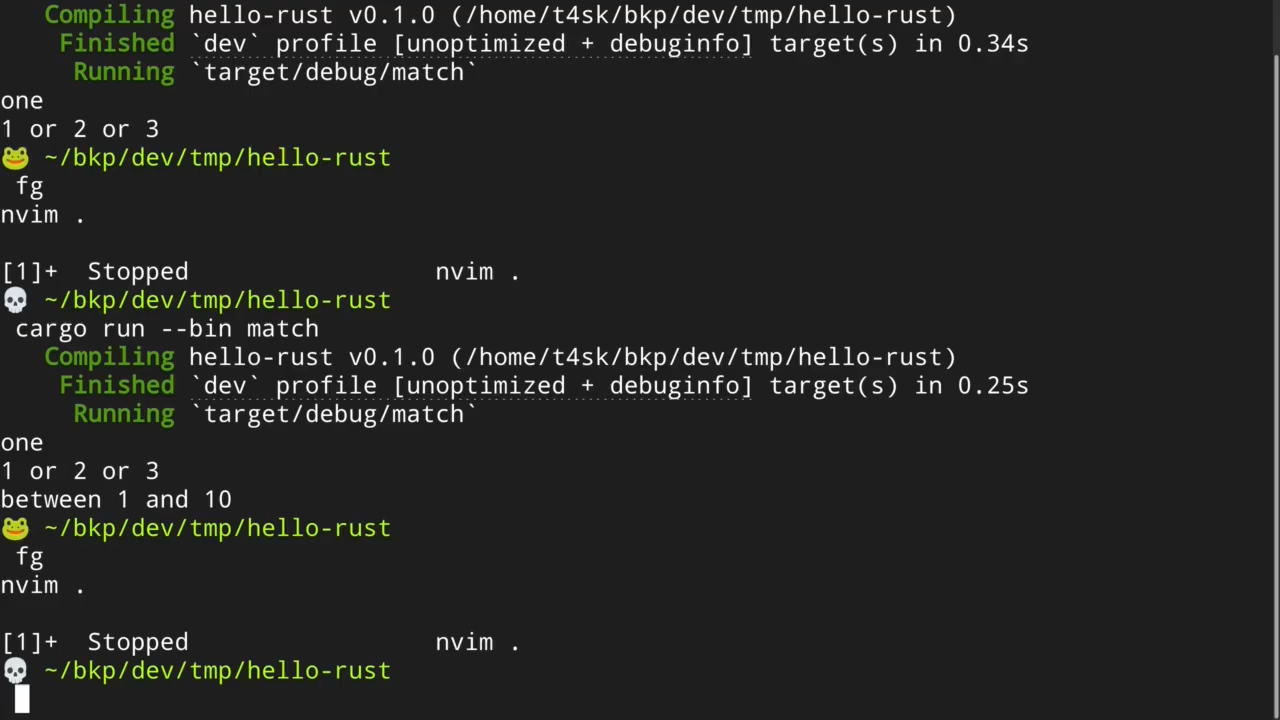 Compiling hello-rust v0.1.0 (/home/t4sk/bkp/dev/tmp/hello-rust)
Finished `dev` profile [unoptimized + debuginfo] target(s) in 0.34s
Running `target/debug/match`
one
1 or 2 or 3
🐸 ~/bkp/dev/tmp/hello-rust
fg
nvim .
[1]+  Stopped                 nvim .
💀 ~/bkp/dev/tmp/hello-rust
cargo run --bin match
Compiling hello-rust v0.1.0 (/home/t4sk/bkp/dev/tmp/hello-rust)
Finished `dev` profile [unoptimized + debuginfo] target(s) in 0.25s
Running `target/debug/match`
one
1 or 2 or 3
between 1 and 10
🐸 ~/bkp/dev/tmp/hello-rust
fg
nvim .
[1]+  Stopped                 nvim .
💀 ~/bkp/dev/tmp/hello-rust